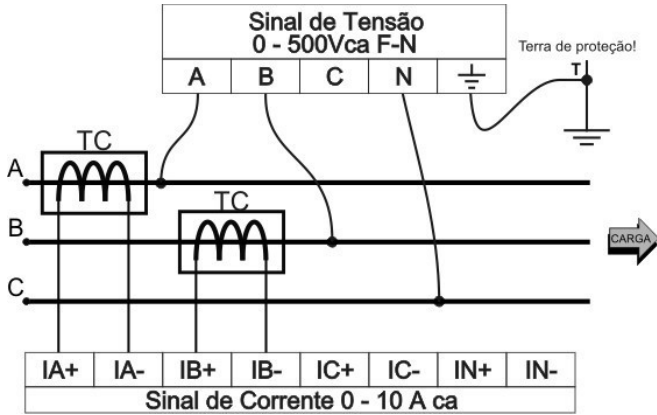 Sinal de Tensão
0 - 500Vca F-N
A B C N
Terra de proteção!
T
TC
A
TC
B
CARGA
C
IA+ IA- IB+ IB- IC+ IC- IN+ IN-
Sinal de Corrente 0 - 10 A ca